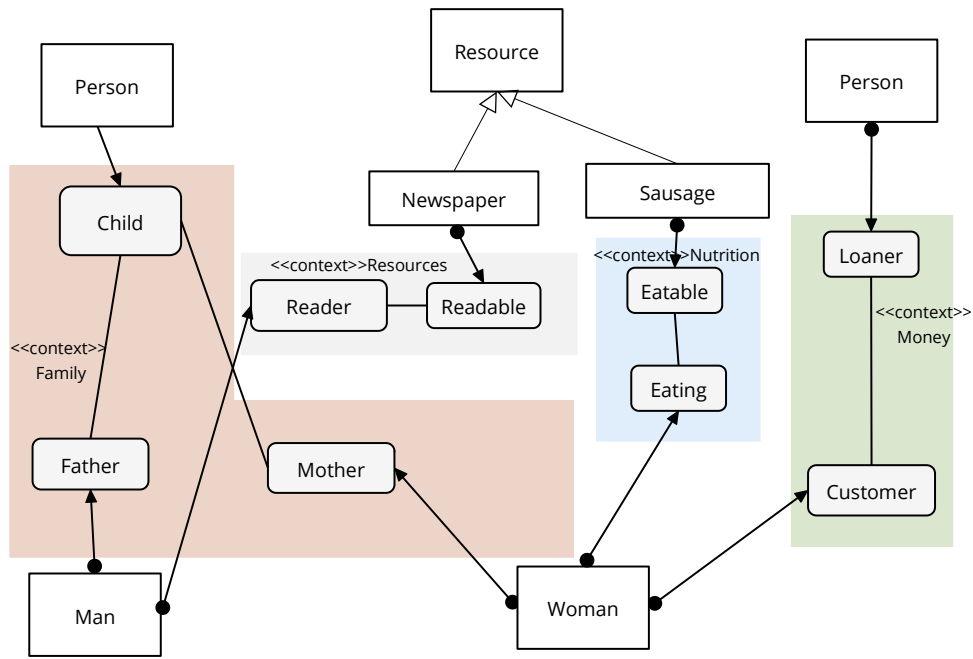 Resource
Person
Person
Newspaper
Sausage
Child
Loaner
<<context>>Resources
<<context>>Nutrition
Reader
Readable
Eatable
<<context>>
Money
<<context>>
Family
Eating
Father
Mother
Customer
Man
Woman